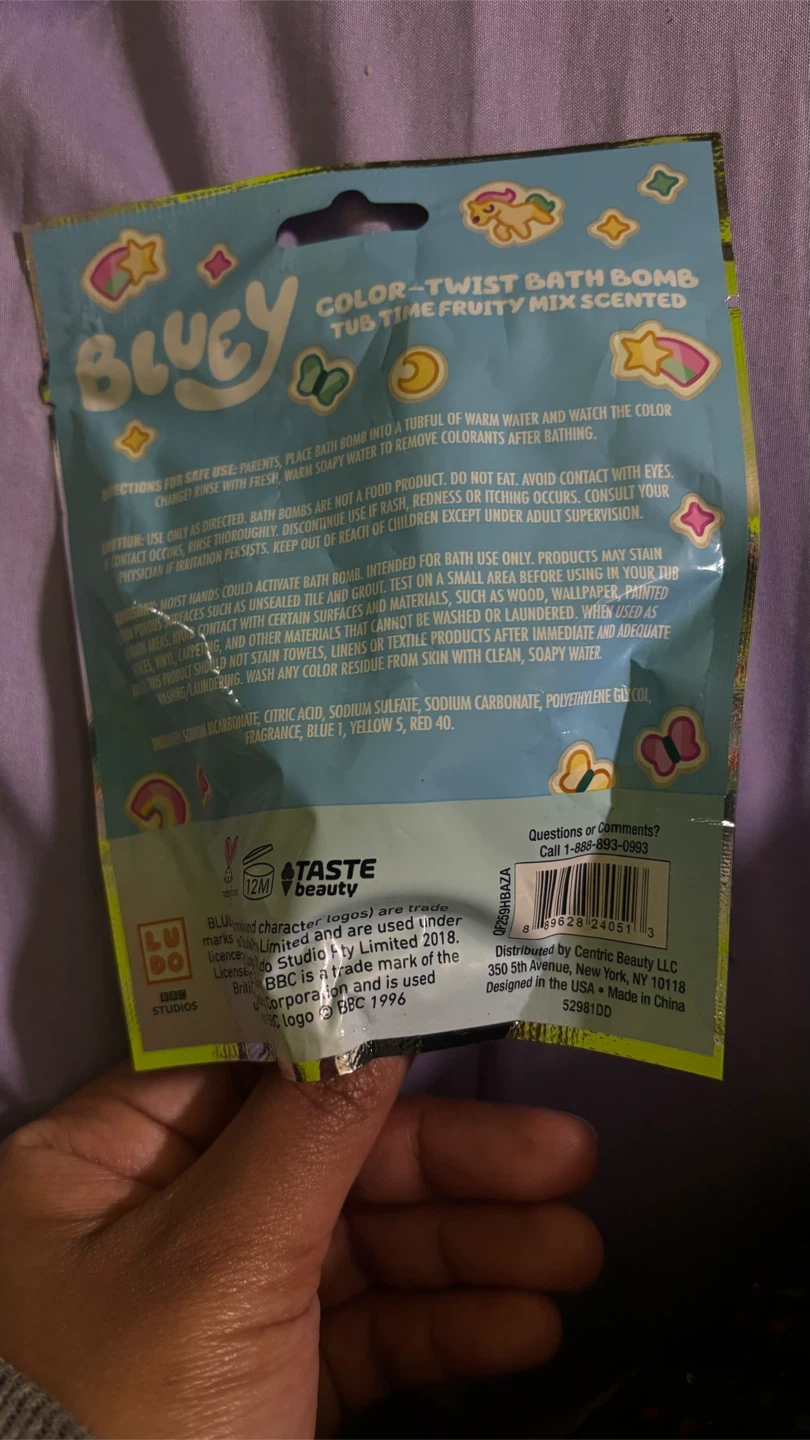 BLUEY
COLOR-TWIST BATH BOMB
TUB TIME FRUITY MIX SCENTED
DIRECTIONS FOR SAFE USE: PARENTS, PLACE BATH BOMB INTO A TUBFUL OF WARM WATER AND WATCH THE COLOR
CHANGE! RINSE WITH FRESH, WARM SOAPY WATER TO REMOVE COLORANTS AFTER BATHING.
CAUTION: USE ONLY AS DIRECTED. BATH BOMBS ARE NOT A FOOD PRODUCT. DO NOT EAT. AVOID CONTACT WITH EYES.
IF CONTACT OCCURS, RINSE THOROUGHLY. DISCONTINUE USE IF RASH, REDNESS OR ITCHING OCCURS. CONSULT YOUR
PHYSICIAN IF IRRITATION PERSISTS. KEEP OUT OF REACH OF CHILDREN EXCEPT UNDER ADULT SUPERVISION.
MOIST HANDS COULD ACTIVATE BATH BOMB. INTENDED FOR BATH USE ONLY. PRODUCTS MAY STAIN
POROUS SURFACES SUCH AS UNSEALED TILE AND GROUT. TEST ON A SMALL AREA BEFORE USING IN YOUR TUB
BATH AREAS. AVOID CONTACT WITH CERTAIN SURFACES AND MATERIALS, SUCH AS WOOD, WALLPAPER, PAINTED
VINYL, CARPETING, AND OTHER MATERIALS THAT CANNOT BE WASHED OR LAUNDERED. WHEN USED AS
THIS PRODUCT SHOULD NOT STAIN TOWELS, LINENS OR TEXTILE PRODUCTS AFTER IMMEDIATE AND ADEQUATE
WASHING/LAUNDERING. WASH ANY COLOR RESIDUE FROM SKIN WITH CLEAN, SOAPY WATER.
SODIUM BICARBONATE, CITRIC ACID, SODIUM SULFATE, SODIUM CARBONATE, POLYETHYLENE GLYCOL,
FRAGRANCE, BLUE 1, YELLOW 5, RED 40.
12M
TASTE
beauty
LUDO
BBC
STUDIOS
and character logos) are trade
marks Limited and are used under
licence Studio Pty Limited 2018.
BBC is a trade mark of the
Corporation and is used
logo © BBC 1996
Questions or Comments?
Call 1-888-893-0993
QF259HBAZA
8 89628 24051 3
Distributed by Centric Beauty LLC
350 5th Avenue, New York, NY 10118
Designed in the USA • Made in China
52981DD